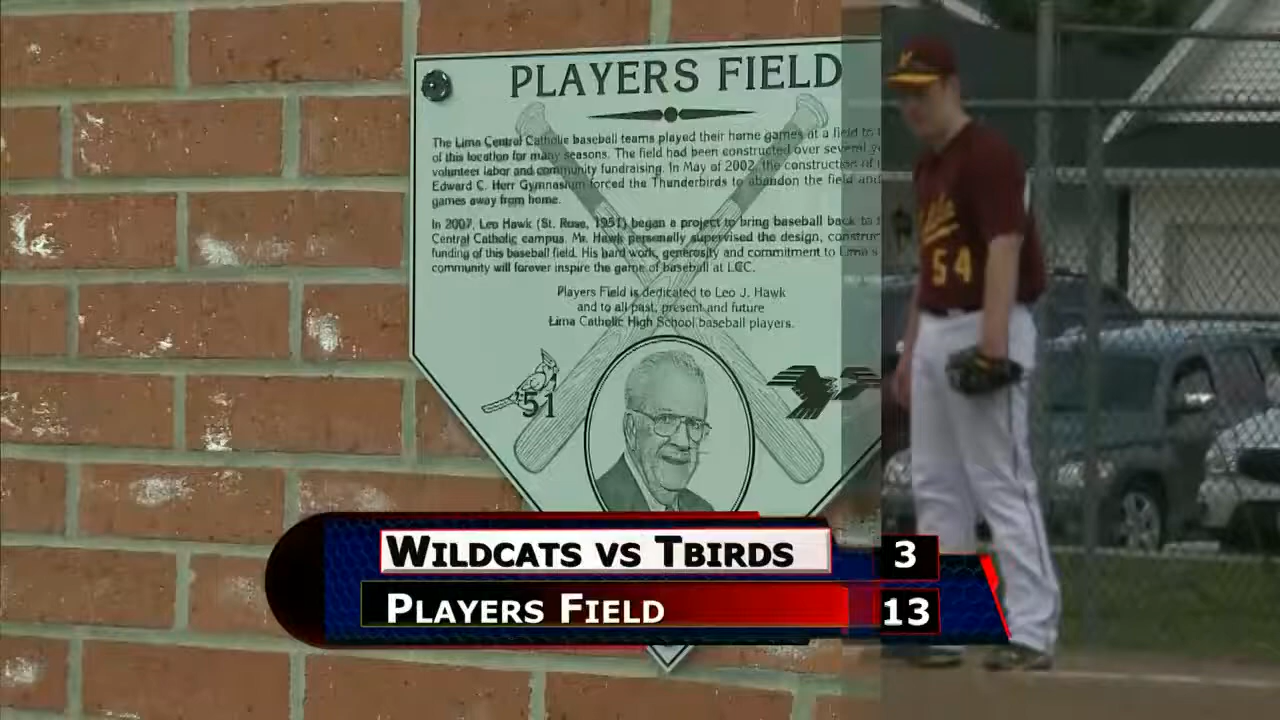 PLAYERS FIELD
The Lima Central Catholic baseball teams played their home games at a field to
of this location for many seasons. The field had been constructed over several
volunteer labor and community fundraising. In May of 2002, the construction of
Edward C. Herr Gymnasium forced the Thunderbirds to abandon the field and
games away from home.
In 2007, Leo Hawk (St. Rose, 1951) began a project to bring baseball back to
Central Catholic campus. Mr. Hawk personally supervised the design, construc
funding of this baseball field. His hard work, generosity and commitment to Lima's
community will forever inspire the game of baseball at LCC.
Players Field is dedicated to Leo J. Hawk
and to all past, present and future
Lima Catholic High School baseball players.
51
54
WILDCATS VS TBIRDS 3
PLAYERS FIELD 13